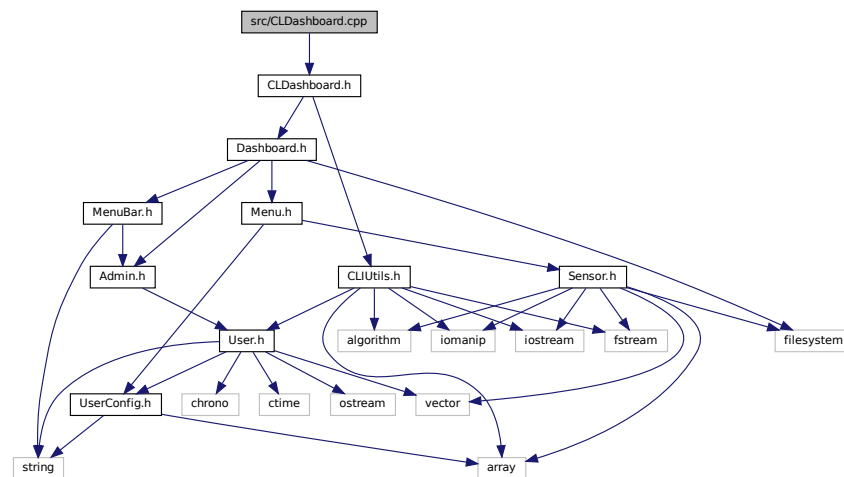 src/CLDashboard.cpp
CLDashboard.h
Dashboard.h
MenuBar.h
Menu.h
Admin.h
CLIUtils.h
Sensor.h
User.h
algorithm
iomanip
iostream
fstream
filesystem
UserConfig.h
chrono
ctime
ostream
vector
string
array